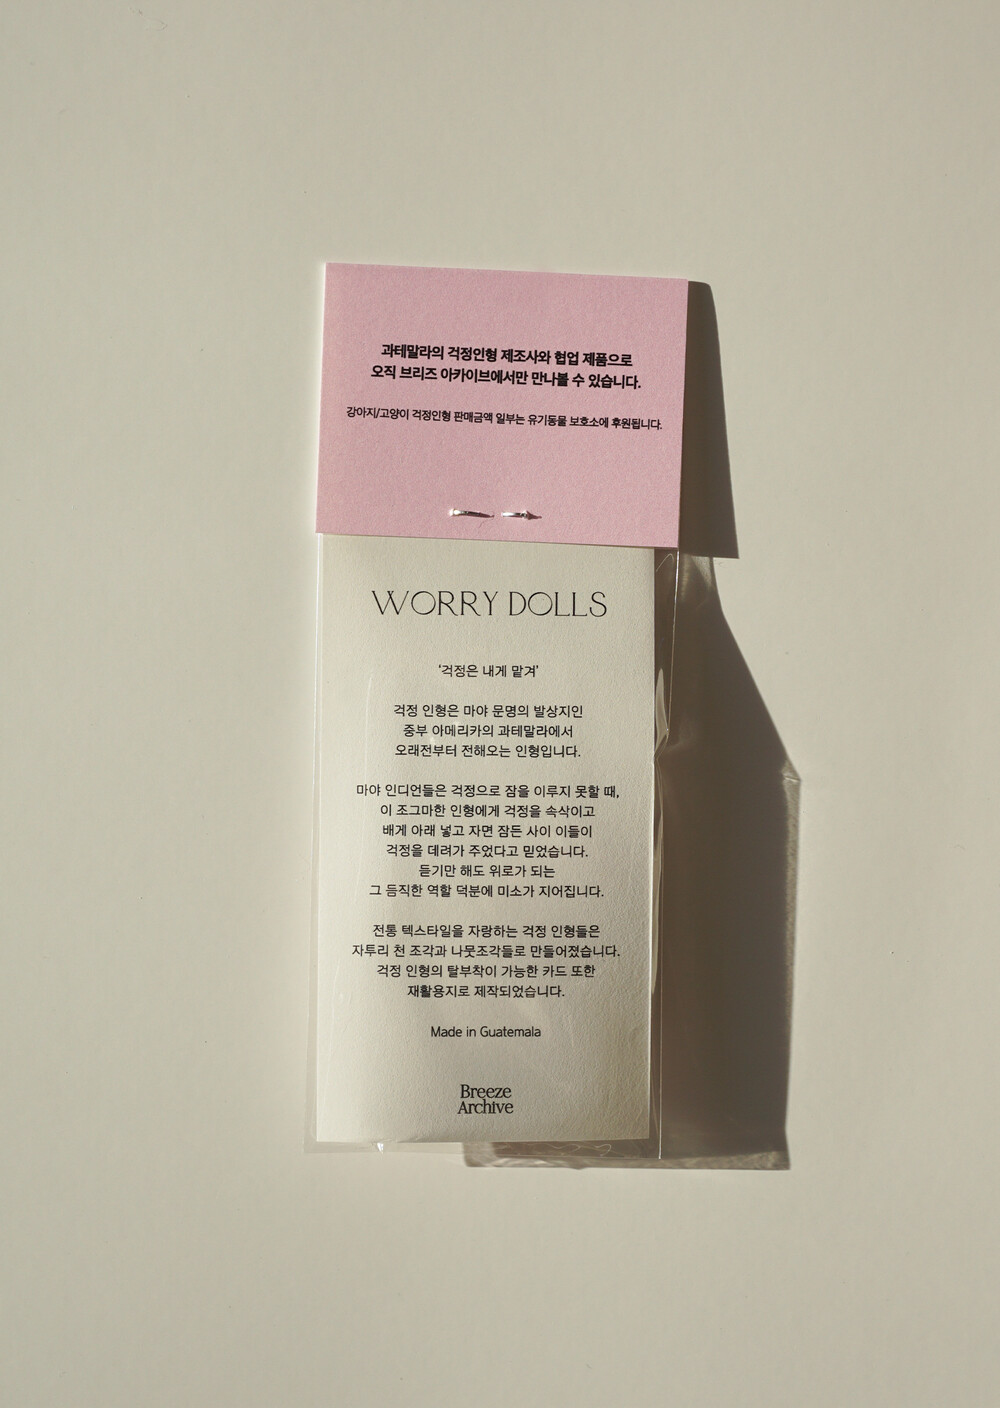 과테말라의 걱정인형 제조사와 협업 제품으로
오직 브리즈 아카이브에서만 만나볼 수 있습니다.
강아지/고양이 걱정인형 판매금액 일부는 유기동물 보호소에 후원됩니다.
WORRY DOLLS
‘걱정은 내게 맡겨’
걱정 인형은 마야 문명의 발상지인
중부 아메리카의 과테말라에서
오래전부터 전해오는 인형입니다.
마야 인디언들은 걱정으로 잠을 이루지 못할 때,
이 조그마한 인형에게 걱정을 속삭이고
배게 아래 넣고 자면 잠든 사이 이들이
걱정을 데려가 주었다고 믿었습니다.
듣기만 해도 위로가 되는
그 듬직한 역할 덕분에 미소가 지어집니다.
전통 텍스타일을 자랑하는 걱정 인형들은
자투리 천 조각과 나뭇조각들로 만들어졌습니다.
걱정 인형의 탈부착이 가능한 카드 또한
재활용지로 제작되었습니다.
Made in Guatemala
Breeze
Archive